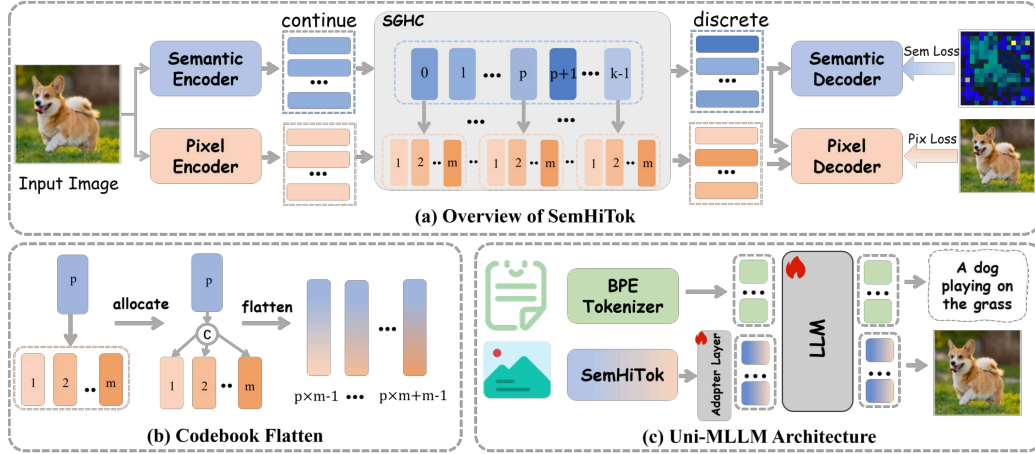 continue
SGHC
discrete
Semantic
Encoder
0 1 ••• p p+1 ••• k-1
Semantic
Decoder
Sem Loss
•••
•••
••• •••
Pixel
Encoder
1 2 •• m •• 1 2 •• m •• 1 2 •• m
Pixel
Decoder
Pix Loss
•••
•••
Input Image
(a) Overview of SemHiTok
p
allocate
p
flatten
C
•••
1 2 •• m
1 2 •• m
p×m-1 ••• p×m+m-1
(b) Codebook Flatten
BPE
Tokenizer
•••
LLM
•••
A dog
playing on
the grass
SemHiTok
Adapter Layer
•••
•••
(c) Uni-MLLM Architecture